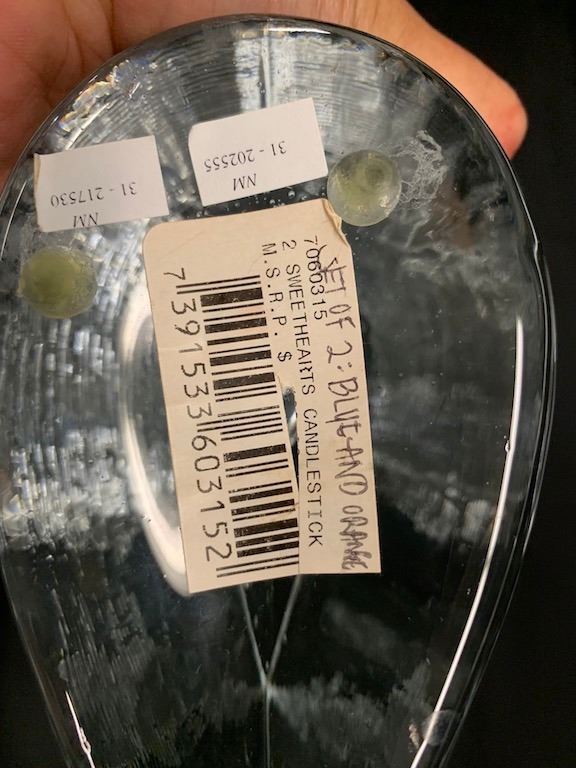 NM
31 - 217530
NM
31 - 202555
SET OF 2: BLUE AND ORANGE
7060315
2 SWEETHEARTS CANDLESTICK
M.S.R.P. $
7 391533 603152